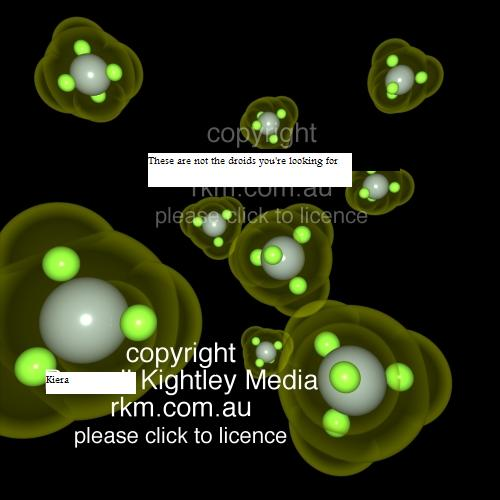 copyright
These are not the droids you're looking for
rkm.com.au
please click to licence
copyright
Kightley Media
Kiera
rkm.com.au
please click to licence